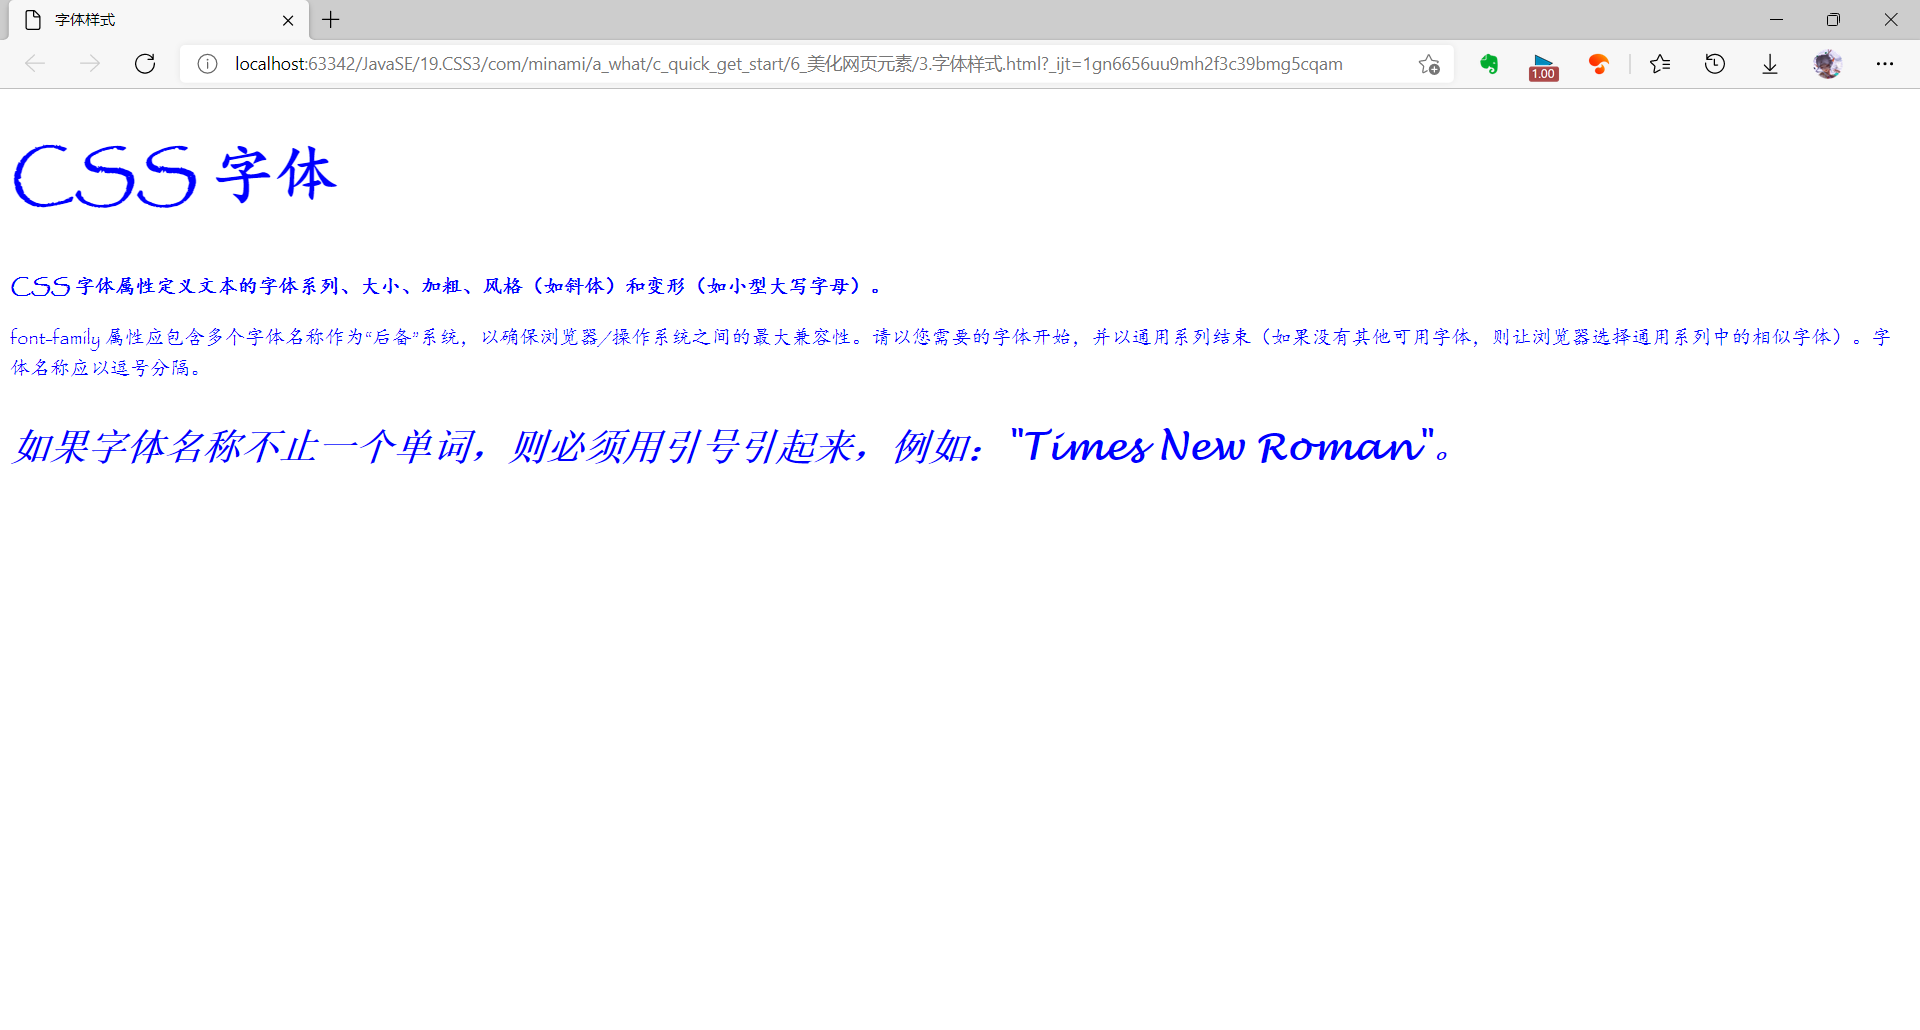 字体样式
localhost:63342/JavaSE/19.CSS3/com/minami/a_what/c_quick_get_start/6_美化网页元素/3.字体样式.html?_ijt=1gn6656uu9mh2f3c39bmg5cqam
1.00
CSS 字体
CSS 字体属性定义文本的字体系列、大小、加粗、风格（如斜体）和变形（如小型大写字母）。
font-family 属性应包含多个字体名称作为“后备”系统，以确保浏览器/操作系统之间的最大兼容性。请以您需要的字体开始，并以通用系列结束（如果没有其他可用字体，则让浏览器选择通用系列中的相似字体）。字
体名称应以逗号分隔。
如果字体名称不止一个单词，则必须用引号引起来，例如："Times New Roman"。